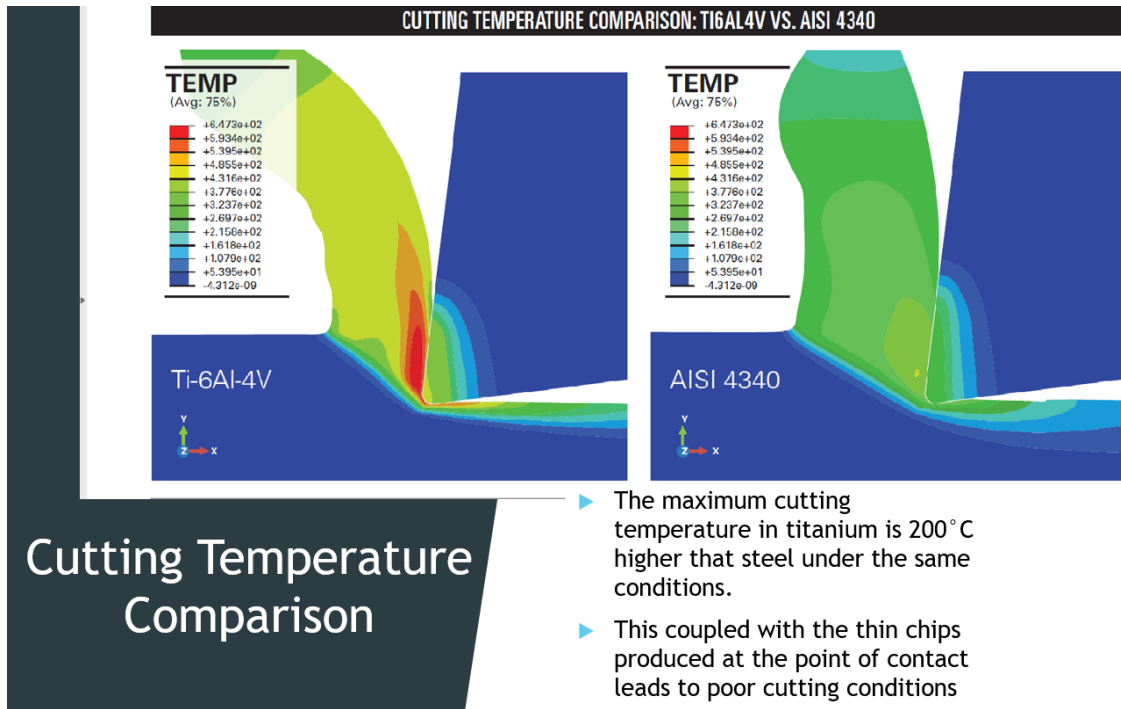 CUTTING TEMPERATURE COMPARISON: TI6AL4V VS. AISI 4340
TEMP
(Avg: 75%)
+6.473e+02
+5.934e+02
+5.395e+02
+4.855e+02
+4.316e+02
+3.776e+02
+3.237e+02
+2.697e+02
+2.158e+02
+1.618e+02
+1.079e+02
+5.395e+01
-4.312e-09
Ti-6Al-4V
Y
Z
X
TEMP
(Avg: 75%)
+6.473e+02
+5.934e+02
+5.395e+02
+4.855e+02
+4.316e+02
+3.776e+02
+3.237e+02
+2.697e+02
+2.158e+02
+1.618e+02
+1.079e+02
+5.395e+01
-4.312e-09
AISI 4340
Y
Z
X
Cutting Temperature
Comparison
The maximum cutting
temperature in titanium is 200°C
higher that steel under the same
conditions.
This coupled with the thin chips
produced at the point of contact
leads to poor cutting conditions